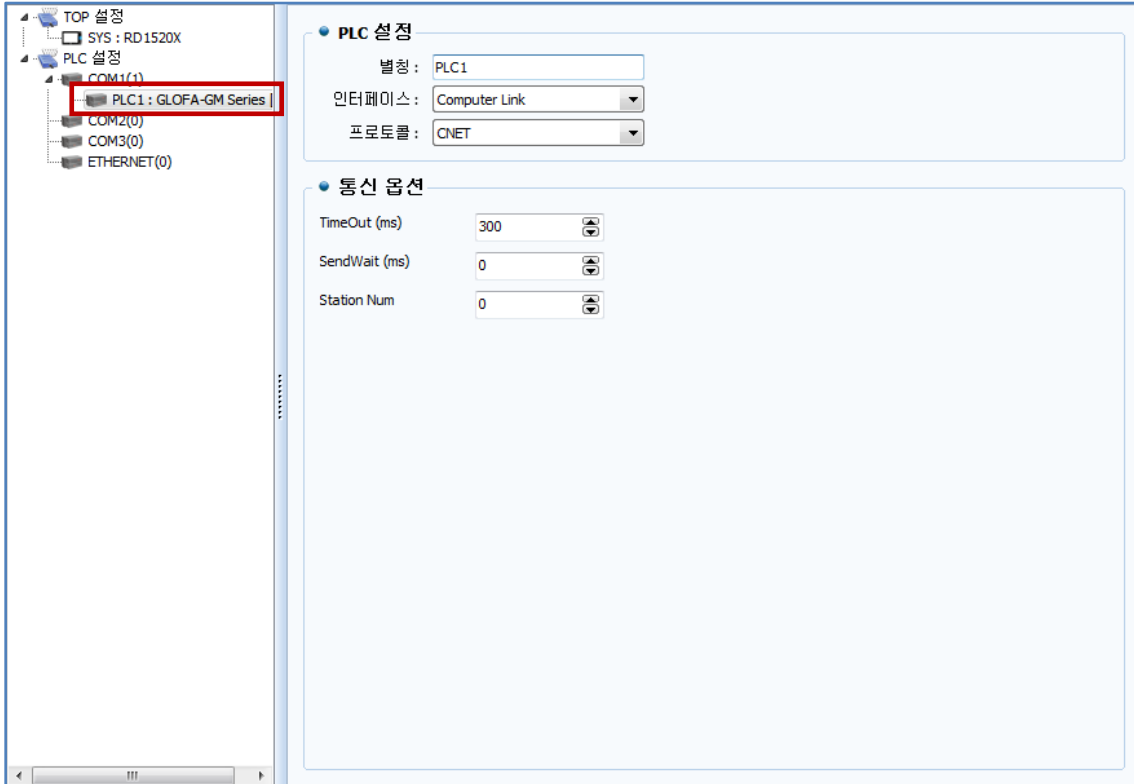 TOP 설정
SYS : RD1520X
PLC 설정
COM1(1)
PLC1 : GLOFA-GM Series [
COM2(0)
COM3(0)
ETHERNET(0)
PLC 설정
별칭 : PLC1
인터페이스 : Computer Link
프로토콜 : CNET
통신 옵션
TimeOut (ms) 300
SendWait (ms) 0
Station Num 0